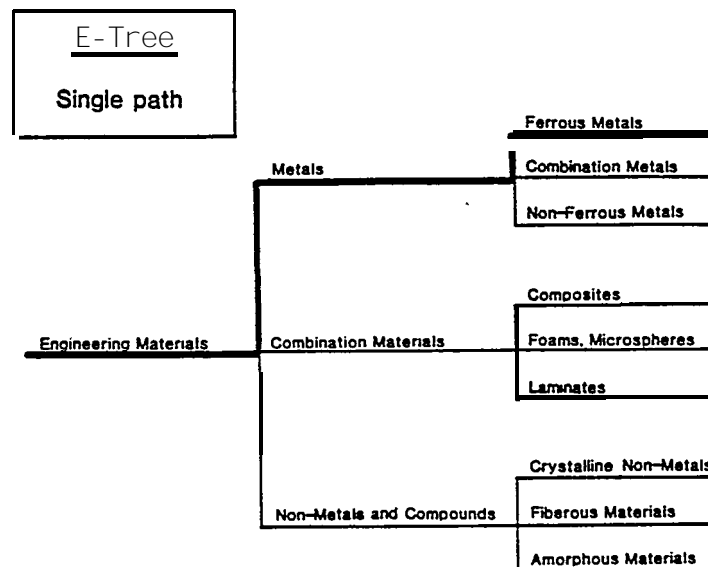 E-Tree
Single path
Ferrous Metals
Metals
Combination Metals
Non-Ferrous Metals
Composites
Engineering Materials
Combination Materials
Foams, Microspheres
Laminates
Crystalline Non-Metals
Non-Metals and Compounds
Fiberous Materials
Amorphous Materials